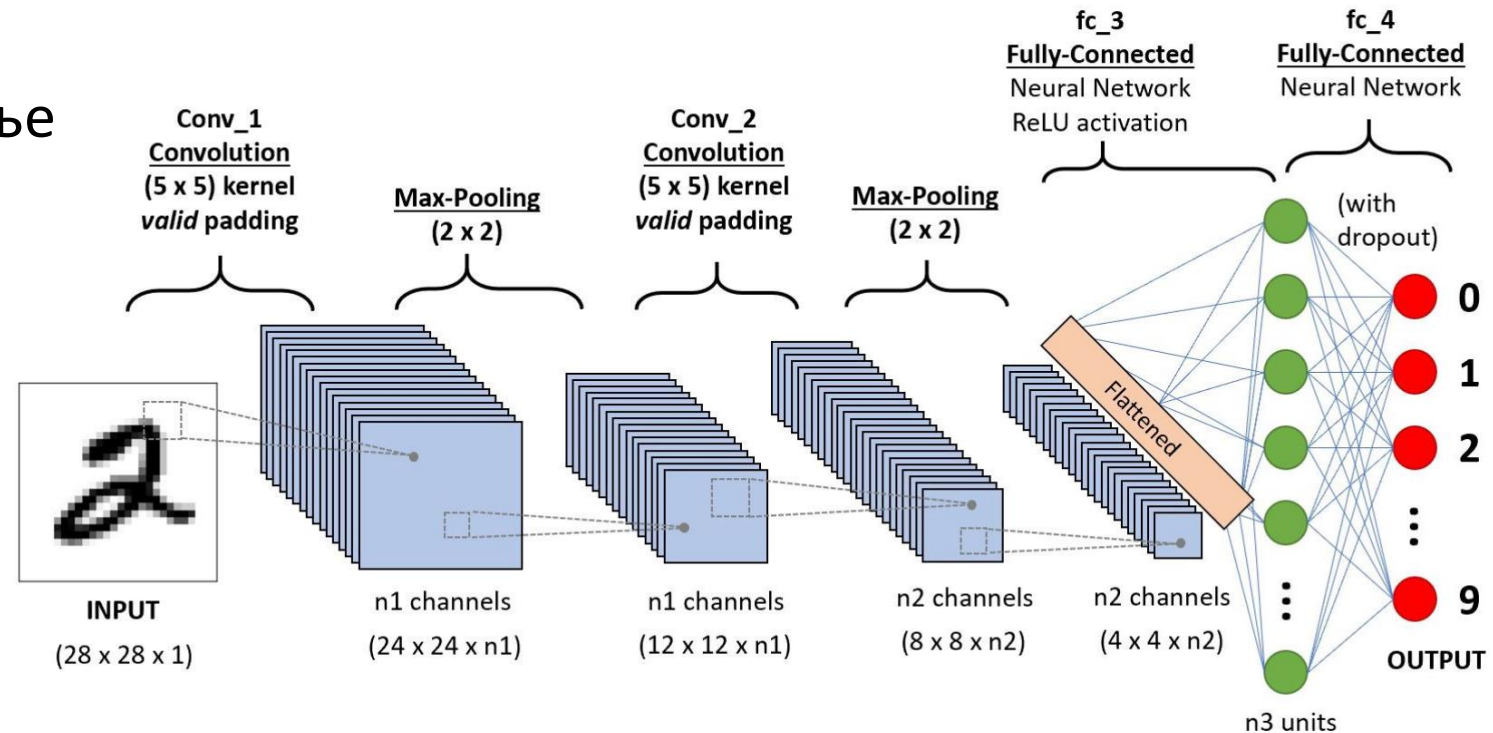 ье
Conv_1
Convolution
(5 x 5) kernel
valid padding
Max-Pooling
(2 x 2)
Conv_2
Convolution
(5 x 5) kernel
valid padding
Max-Pooling
(2 x 2)
fc_3
Fully-Connected
Neural Network
ReLU activation
fc_4
Fully-Connected
Neural Network
(with
dropout)
Flattened
0
1
2
9
OUTPUT
INPUT
(28 x 28 x 1)
n1 channels
(24 x 24 x n1)
n1 channels
(12 x 12 x n1)
n2 channels
(8 x 8 x n2)
n2 channels
(4 x 4 x n2)
n3 units